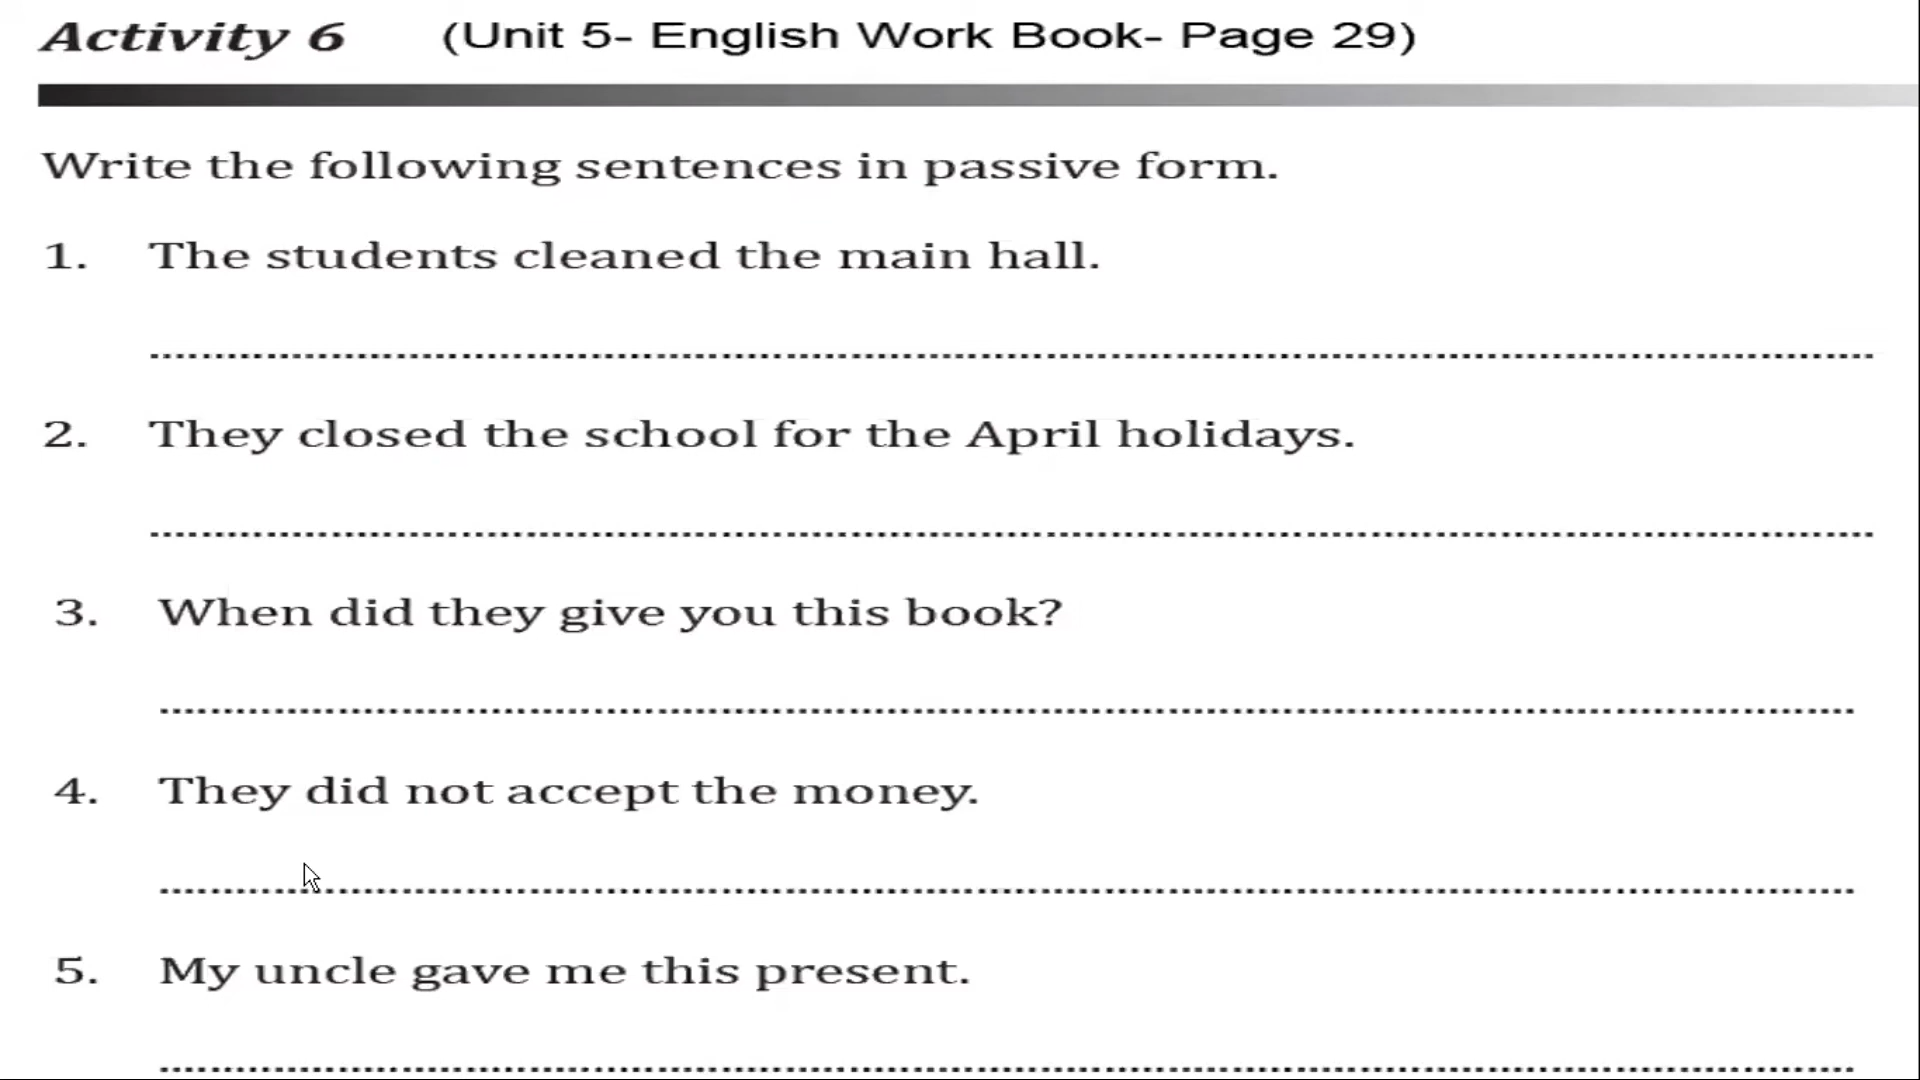 Activity 6 (Unit 5- English Work Book- Page 29)
Write the following sentences in passive form.
1. The students cleaned the main hall.
2. They closed the school for the April holidays.
3. When did they give you this book?
4. They did not accept the money.
5. My uncle gave me this present.